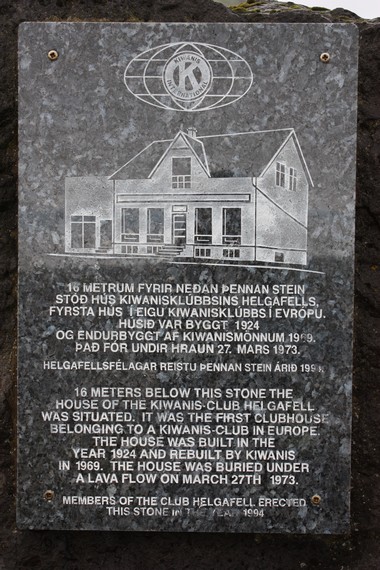 KIWANIS
K
INTERNATIONAL
16 METRUM FYRIR NEÐAN ÞENNAN STEIN
STÓÐ HÚS KIWANISKLÚBBSINS HELGAFELLS,
FYRSTA HÚS Í EIGU KIWANISKLÚBBS Í EVRÓPU.
HÚSIÐ VAR BYGGT 1924
OG ENDURBYGGT AF KIWANISMÖNNUM 1969.
ÞAÐ FÓR UNDIR HRAUN 27. MARS 1973.
HELGAFELLSFÉLAGAR REISTU ÞENNAN STEIN ÁRIÐ
16 METERS BELOW THIS STONE THE
HOUSE OF THE KIWANIS-CLUB HELGAFELL
WAS SITUATED. IT WAS THE FIRST CLUBHOUSE
BELONGING TO A KIWANIS-CLUB IN EUROPE.
THE HOUSE WAS BUILT IN THE
YEAR 1924 AND REBUILT BY KIWANIS
IN 1969. THE HOUSE WAS BURIED UNDER
A LAVA FLOW ON MARCH 27TH 1973.
MEMBERS OF THE CLUB HELGAFELL ERECTED
THIS STONE IN THE YEAR 1994